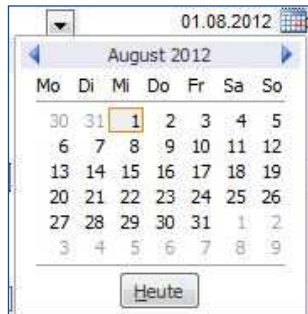 01.08.2012
August 2012
Mo Di Mi Do Fr Sa So
30 31 1 2 3 4 5
6 7 8 9 10 11 12
13 14 15 16 17 18 19
20 21 22 23 24 25 26
27 28 29 30 31 1 2
3 4 5 6 7 8 9
Heute